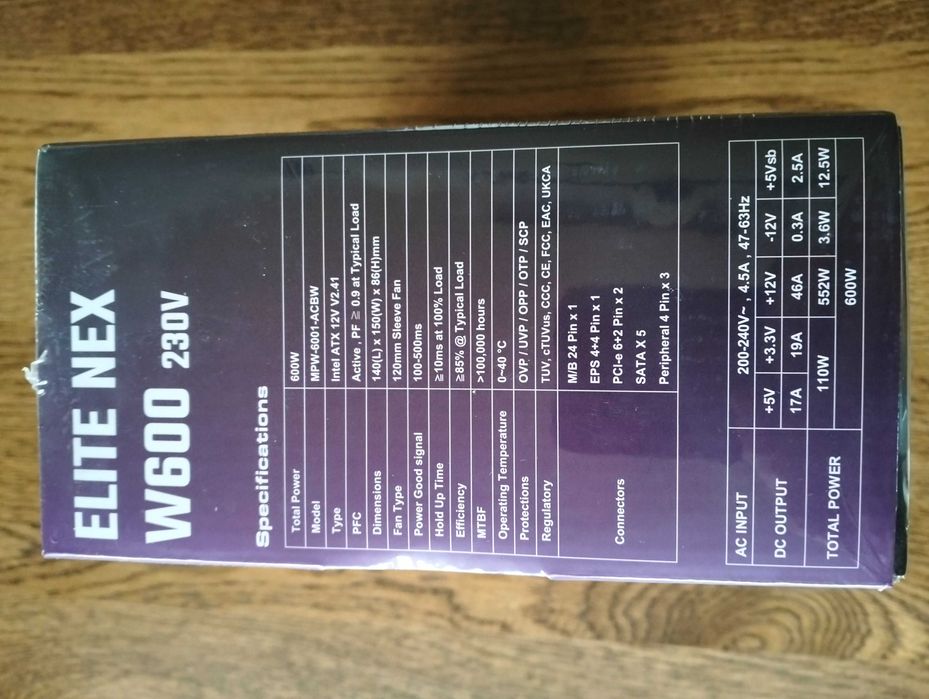 ELITE NEX
W600 230V
Specifications
Total Power 600W
Model MPW-6001-ACBW
Type Intel ATX 12V V2.41
PFC Active , PF ≧ 0.9 at Typical Load
Dimensions 140(L) x 150(W) x 86(H)mm
Fan Type 120mm Sleeve Fan
Power Good signal 100-500ms
Hold Up Time ≧10ms at 100% Load
Efficiency ≧85% @ Typical Load
MTBF >100,000 hours
Operating Temperature 0~40 °C
Protections OVP / UVP / OPP / OTP / SCP
Regulatory TUV, cTUVus, CCC, CE, FCC, EAC, UKCA
Connectors
M/B 24 Pin x 1
EPS 4+4 Pin x 1
PCI-e 6+2 Pin x 2
SATA X 5
Peripheral 4 Pin x 3
AC INPUT 200-240V~ , 4.5A , 47-63Hz
DC OUTPUT +5V +3.3V +12V -12V +5Vsb
17A 19A 46A 0.3A 2.5A
TOTAL POWER 110W 552W 3.6W 12.5W
600W